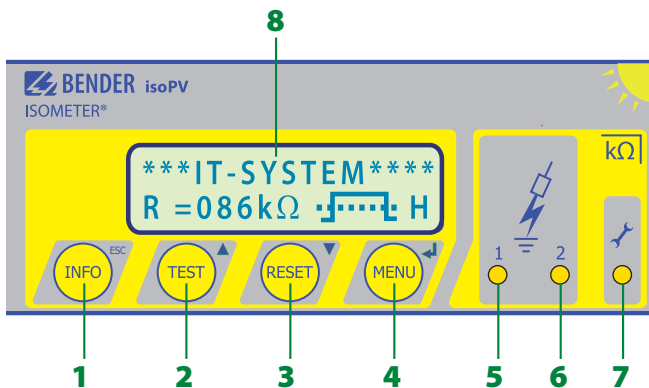 8
BENDER isoPV
ISOMETER®
kΩ
***IT-SYSTEM****
R =086kΩ H
1 2
INFO ESC TEST RESET MENU
1 2 3 4 5 6 7